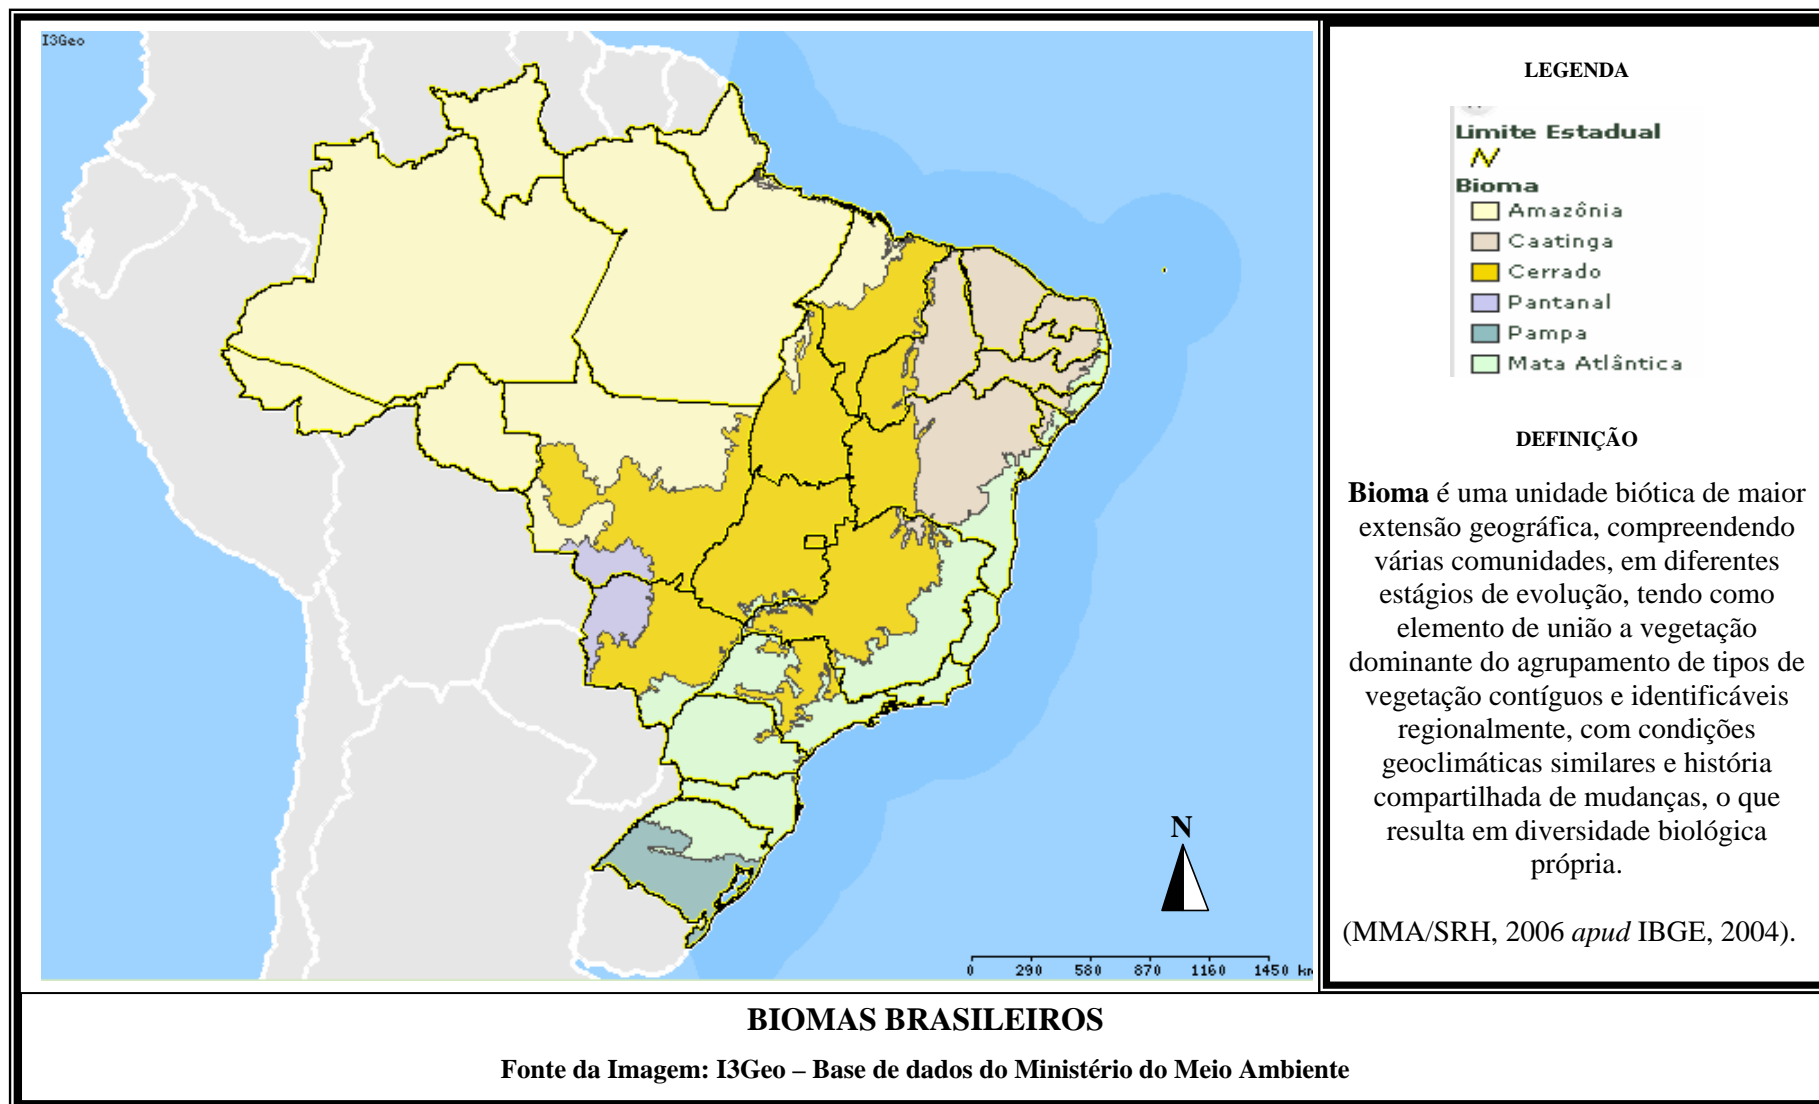 I3Geo
N
0 290 580 870 1160 1450 km
LEGENDA
Limite Estadual
Bioma
Amazônia
Caatinga
Cerrado
Pantanal
Pampa
Mata Atlântica
DEFINIÇÃO
Bioma é uma unidade biótica de maior
extensão geográfica, compreendendo
várias comunidades, em diferentes
estágios de evolução, tendo como
elemento de união a vegetação
dominante do agrupamento de tipos de
vegetação contíguos e identificáveis
regionalmente, com condições
geoclimáticas similares e história
compartilhada de mudanças, o que
resulta em diversidade biológica
própria.
(MMA/SRH, 2006 apud IBGE, 2004).
BIOMAS BRASILEIROS
Fonte da Imagem: I3Geo – Base de dados do Ministério do Meio Ambiente